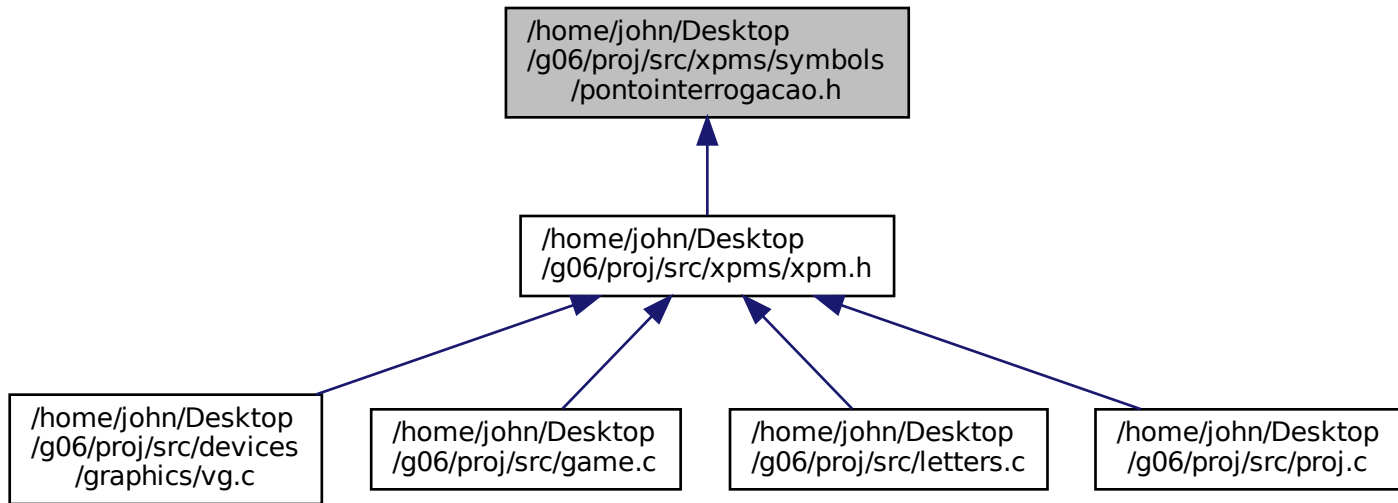 /home/john/Desktop
/g06/proj/src/xpms/symbols
/pontointerrogacao.h
/home/john/Desktop
/g06/proj/src/xpms/xpm.h
/home/john/Desktop
/g06/proj/src/devices
/graphics/vg.c
/home/john/Desktop
/g06/proj/src/game.c
/home/john/Desktop
/g06/proj/src/letters.c
/home/john/Desktop
/g06/proj/src/proj.c